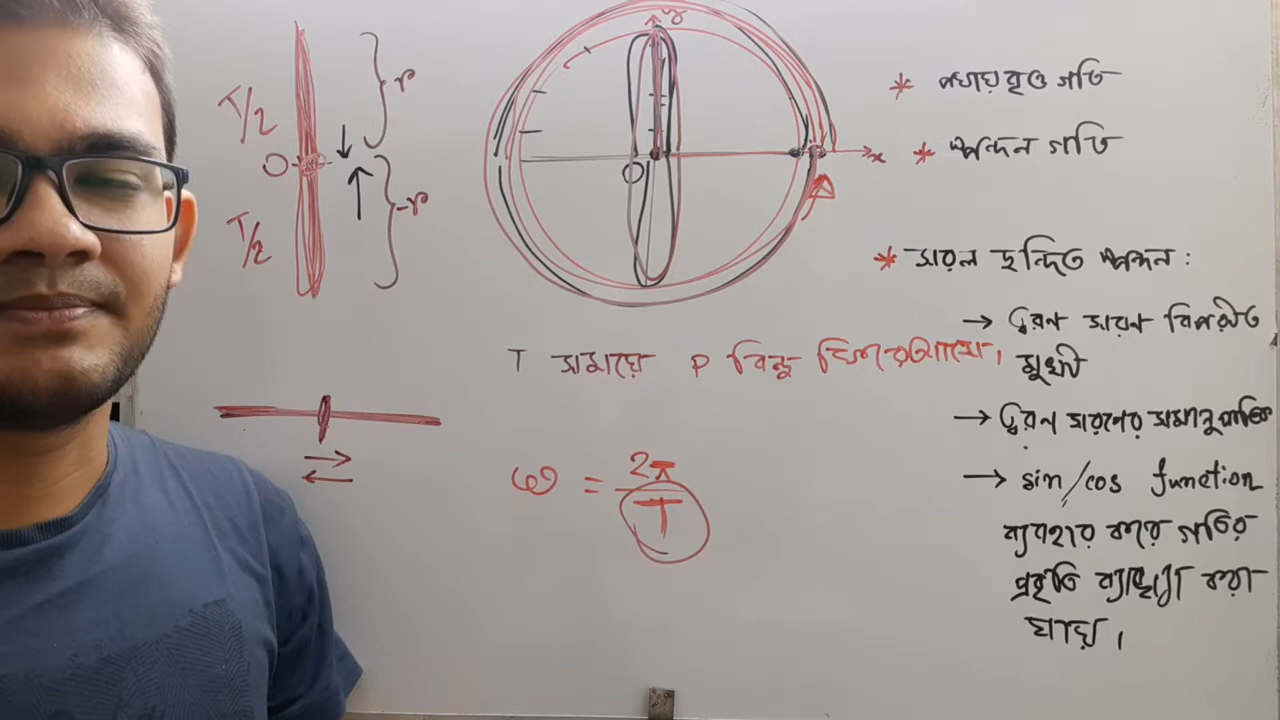 T/2
r
O
-r
T/2
y
x
O
* পর্যায়বৃত্ত গতি
* স্পন্দন গতি
* সরল ছন্দিত স্পন্দন :
→ ত্বরণ সরণ বিপরীত
মুখী
→ ত্বরণ সরণের সমানুপাতিক
→ sin/cos function
ব্যবহার করে গতির
প্রকৃতি ব্যাখ্যা করা
যায়।
T সময়ে P বিন্দু ফিরে আসে।
ω = 2π
T